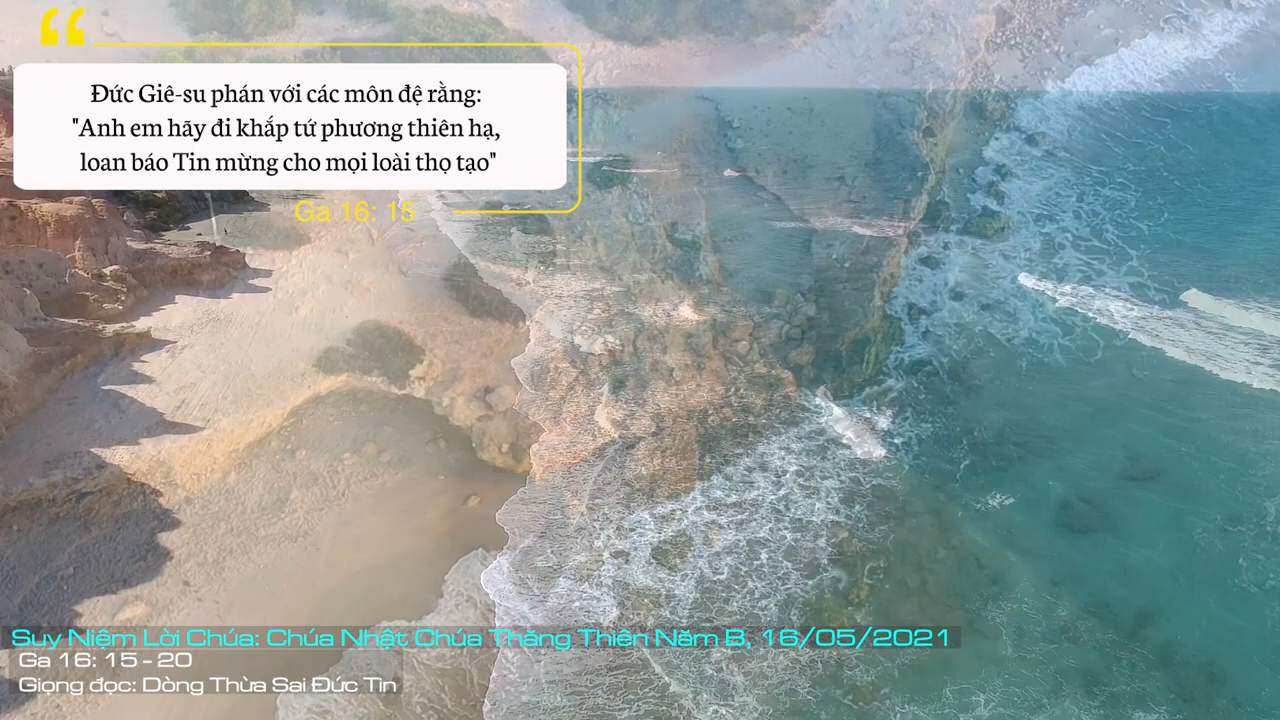 Đức Giê-su phán với các môn đệ rằng:
"Anh em hãy đi khắp tứ phương thiên hạ,
loan báo Tin mừng cho mọi loài thọ tạo"
Ga 16: 15
Suy Niệm Lời Chúa: Chúa Nhật Chúa Thăng Thiên Năm B, 16/05/2021
Ga 16: 15 - 20
Giọng đọc: Dòng Thừa Sai Đức Tin